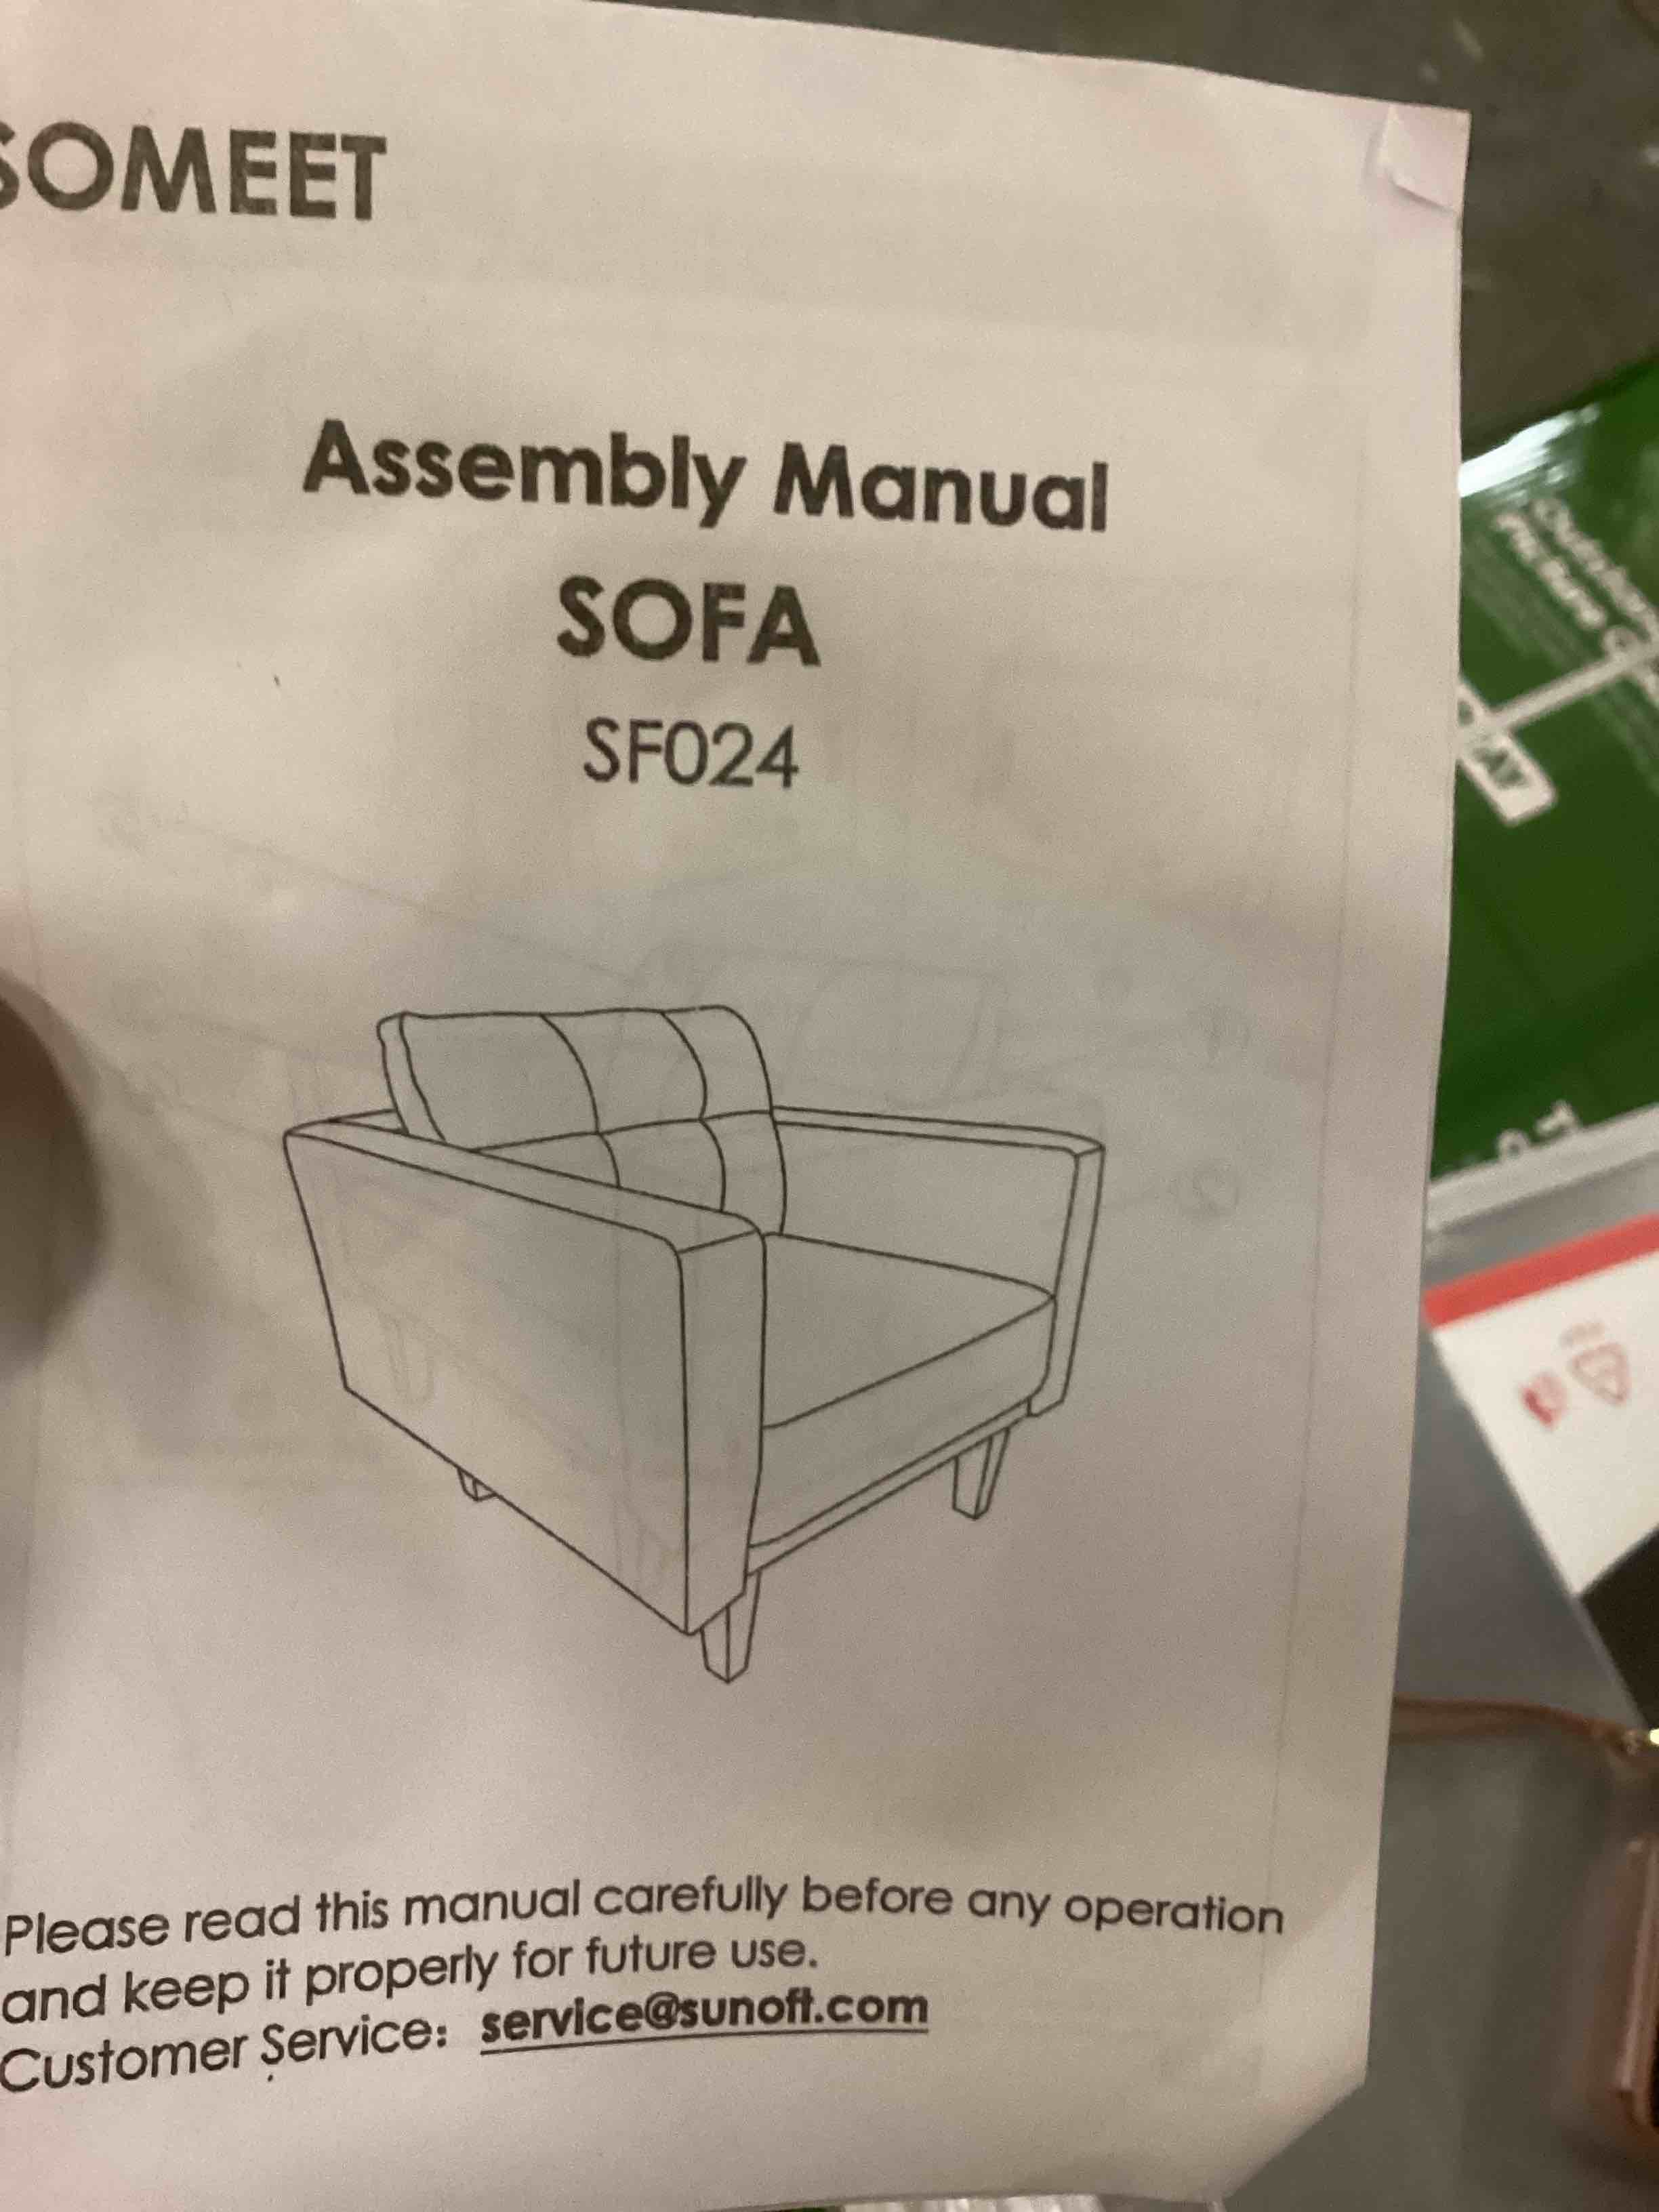 SOMEET
Assembly Manual
SOFA
SF024
Please read this manual carefully before any operation
and keep it properly for future use.
Customer Service: service@sunoft.com